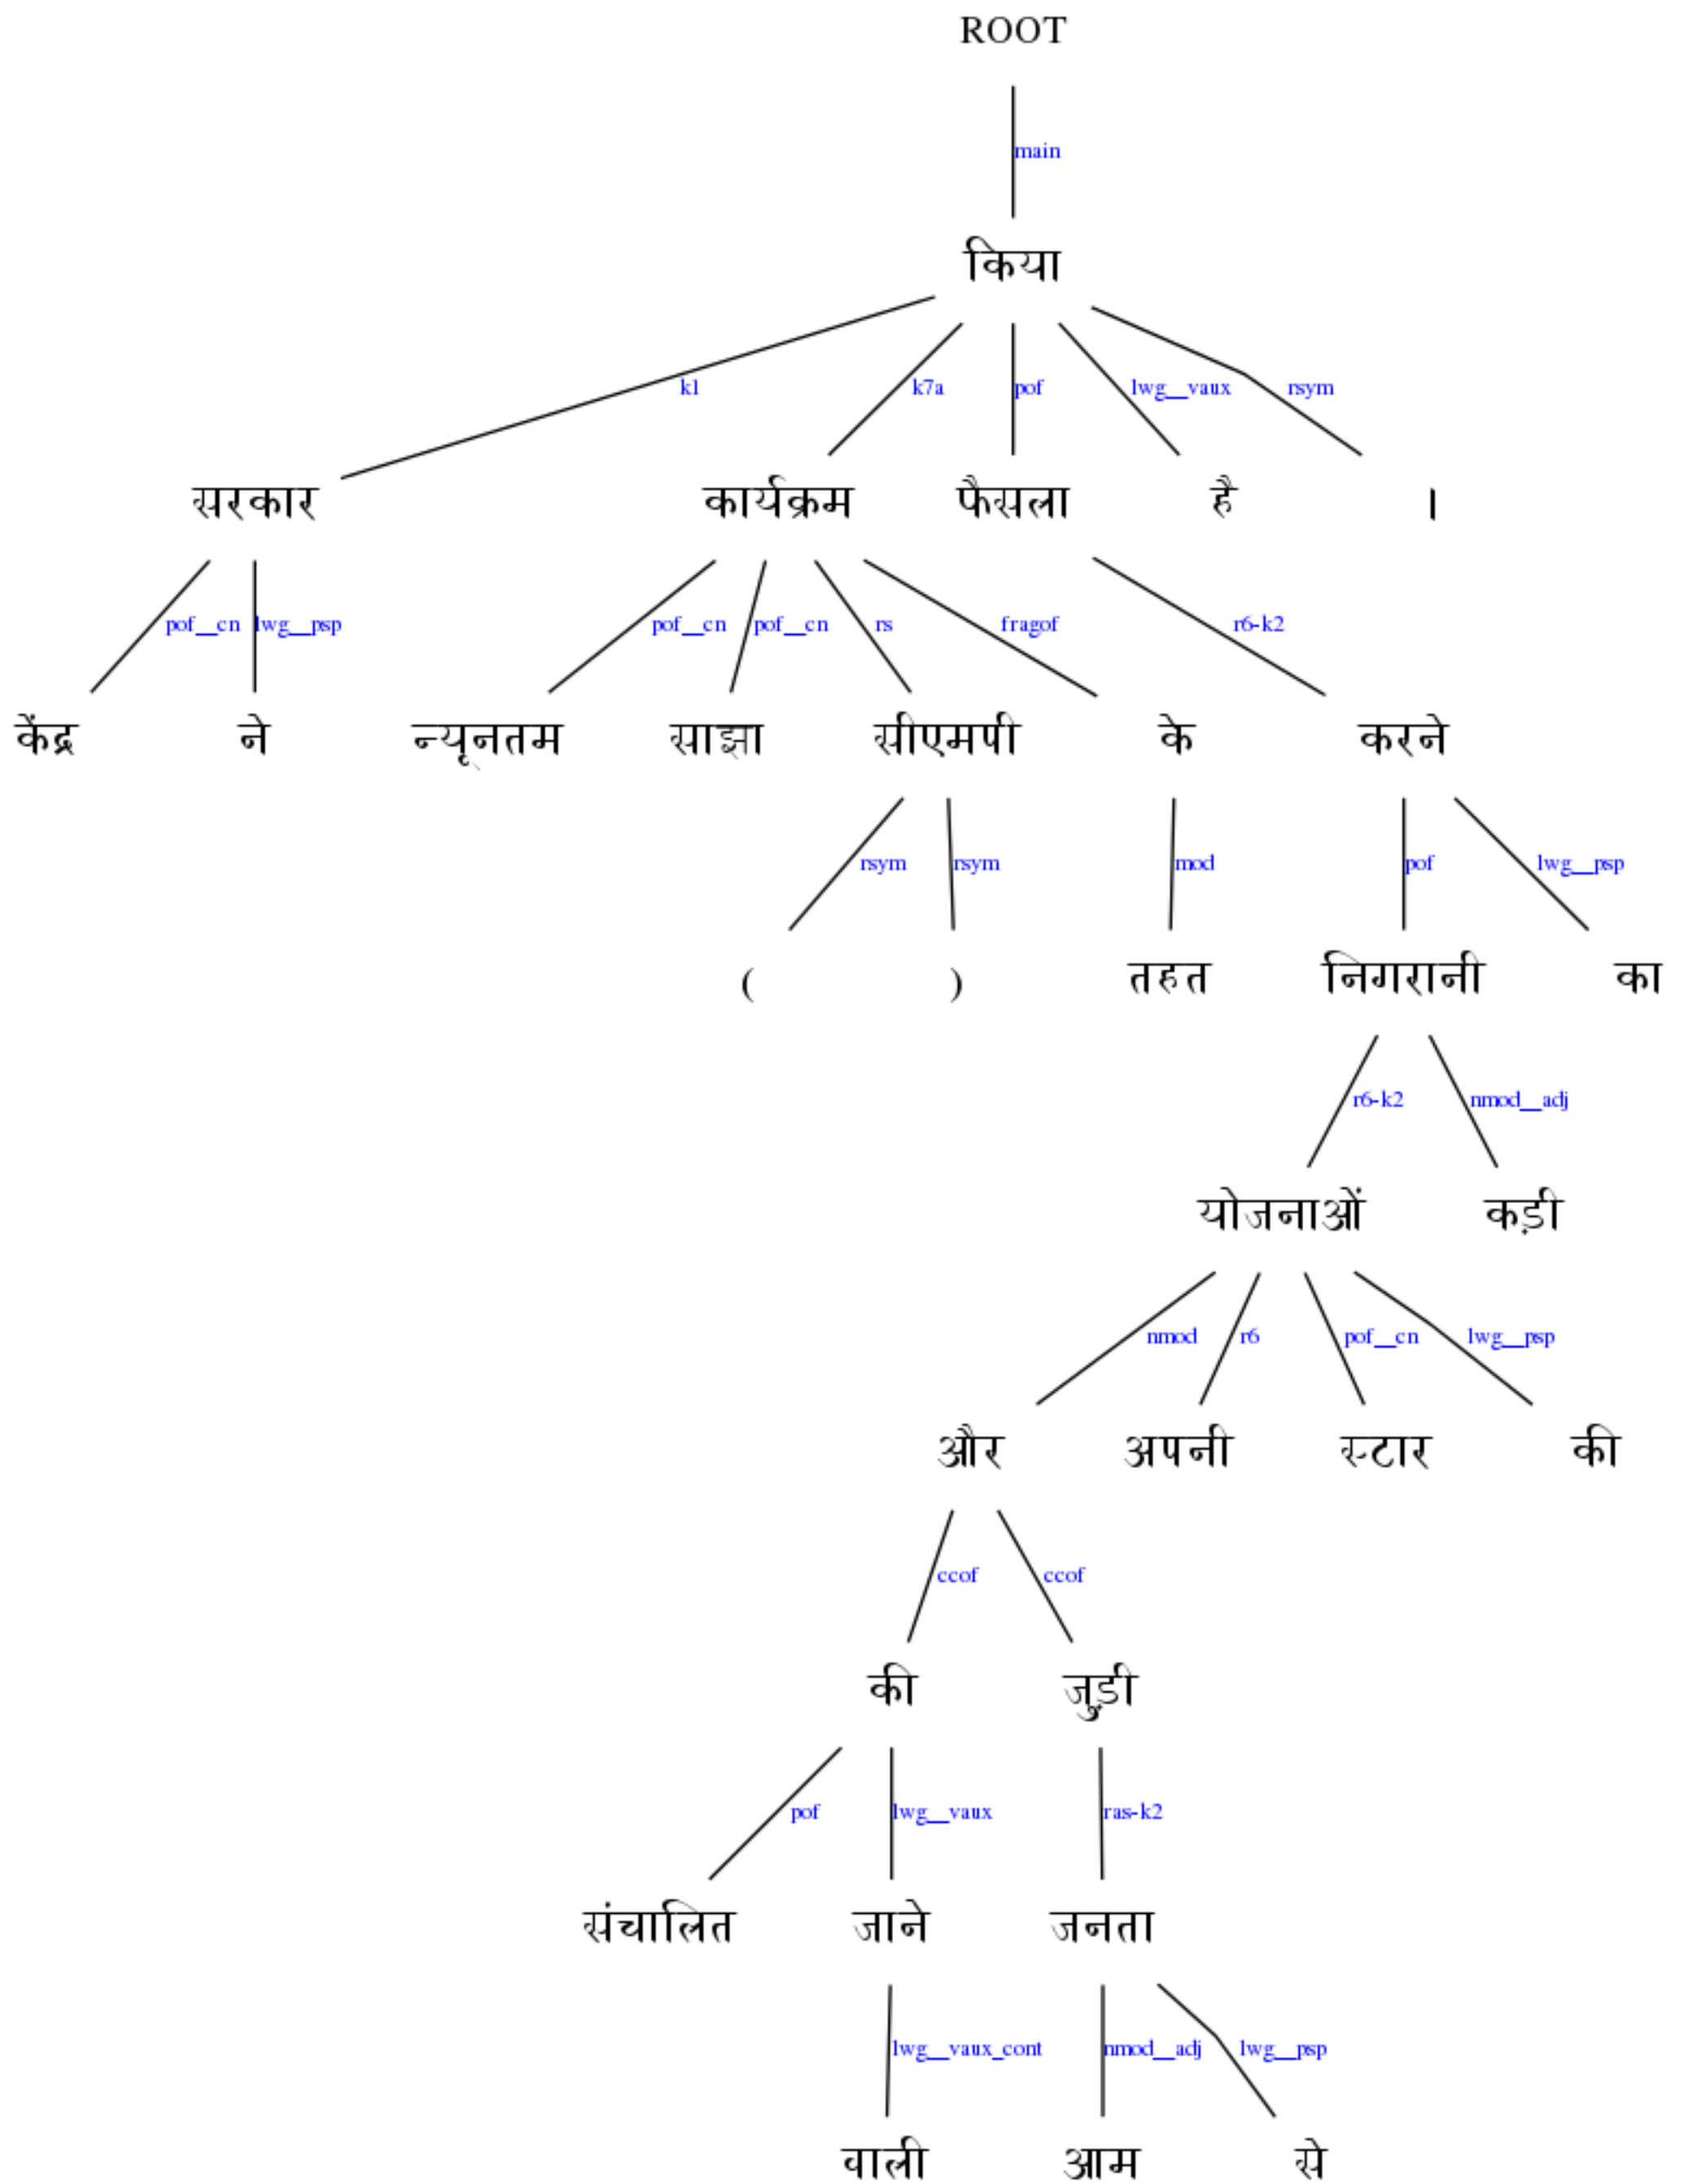 ROOT
main
किया
k1 k7a pof lwg__vaux rsym
सरकार कार्यक्रम फैसला है ।
pof__cn lwg__psp pof__cn pof__cn rs fragof r6-k2
केंद्र ने न्यूनतम साझा सीएमपी के करने
rsym rsym mod pof lwg__psp
( ) तहत निगरानी का
r6-k2 nmod__adj
योजनाओं कड़ी
nmod r6 pof__cn lwg__psp
और अपनी स्टार की
ccof ccof
की जुड़ी
pof lwg__vaux ras-k2
संचालित जाने जनता
lwg__vaux_cont nmod__adj lwg__psp
वाली आम से